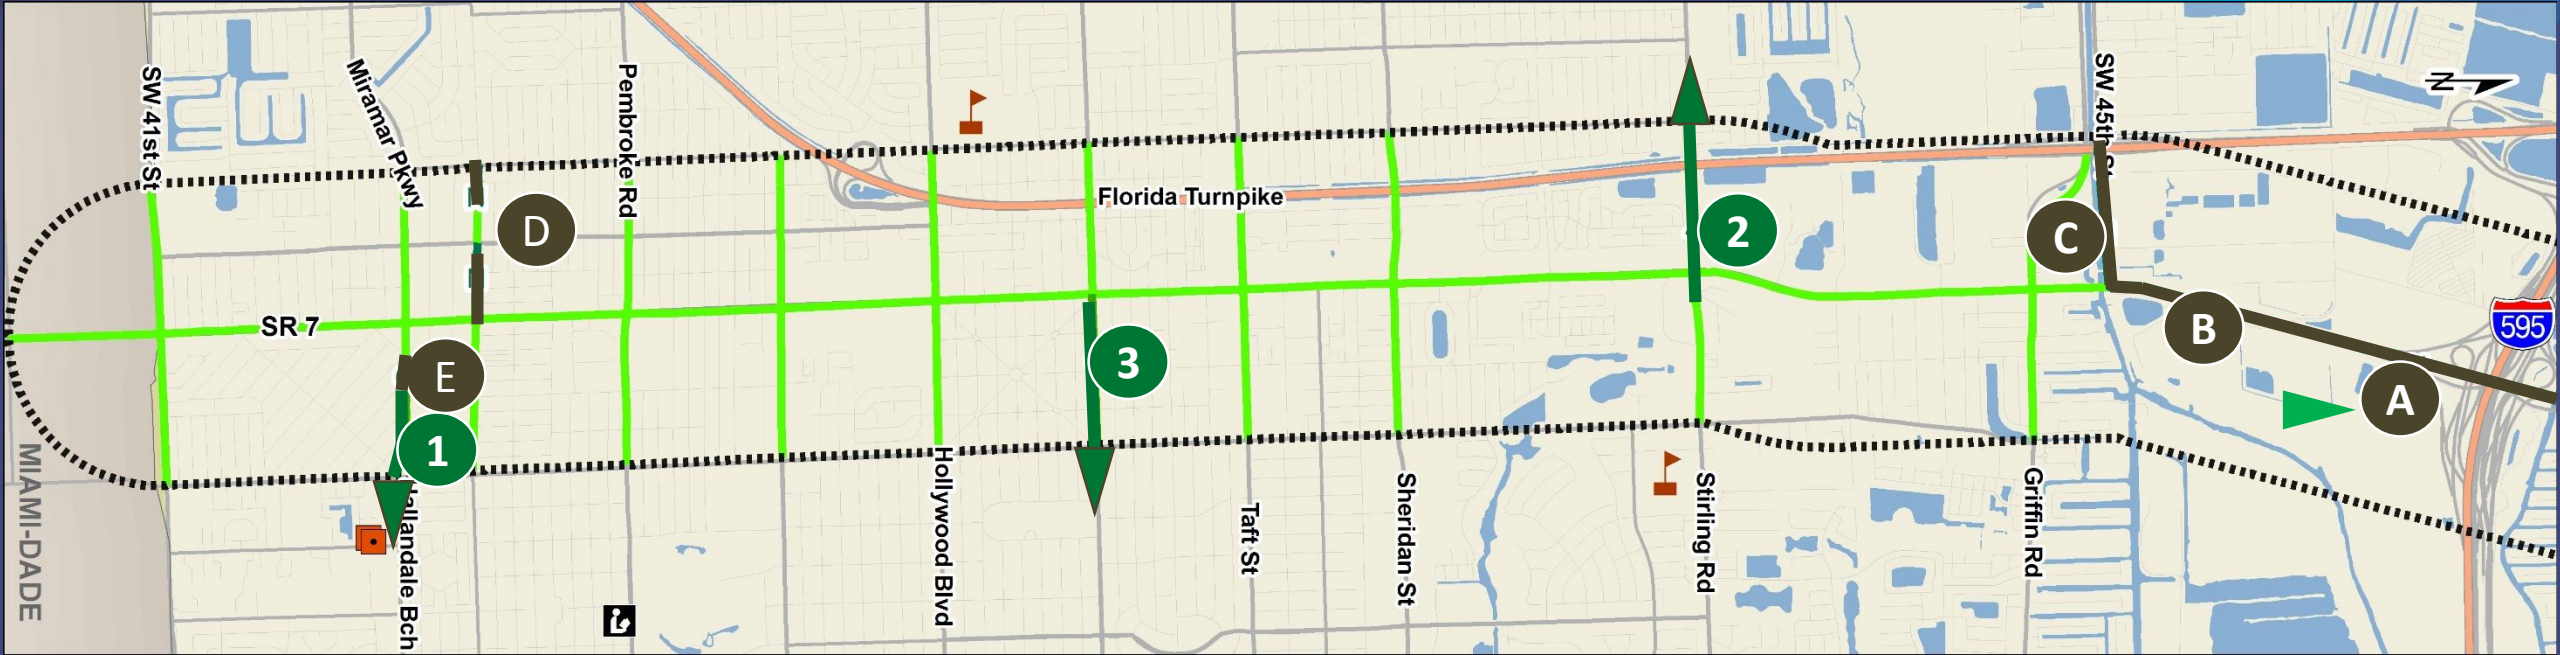 SW 41st St
Miramar Pkwy
Pembroke Rd
SW 45th St
N
Florida Turnpike
D
2
C
SR 7
B
595
3
E
A
1
MIAMI-DADE
Hallandale Bch
Hollywood Blvd
Taft St
Sheridan St
Stirling Rd
Griffin Rd